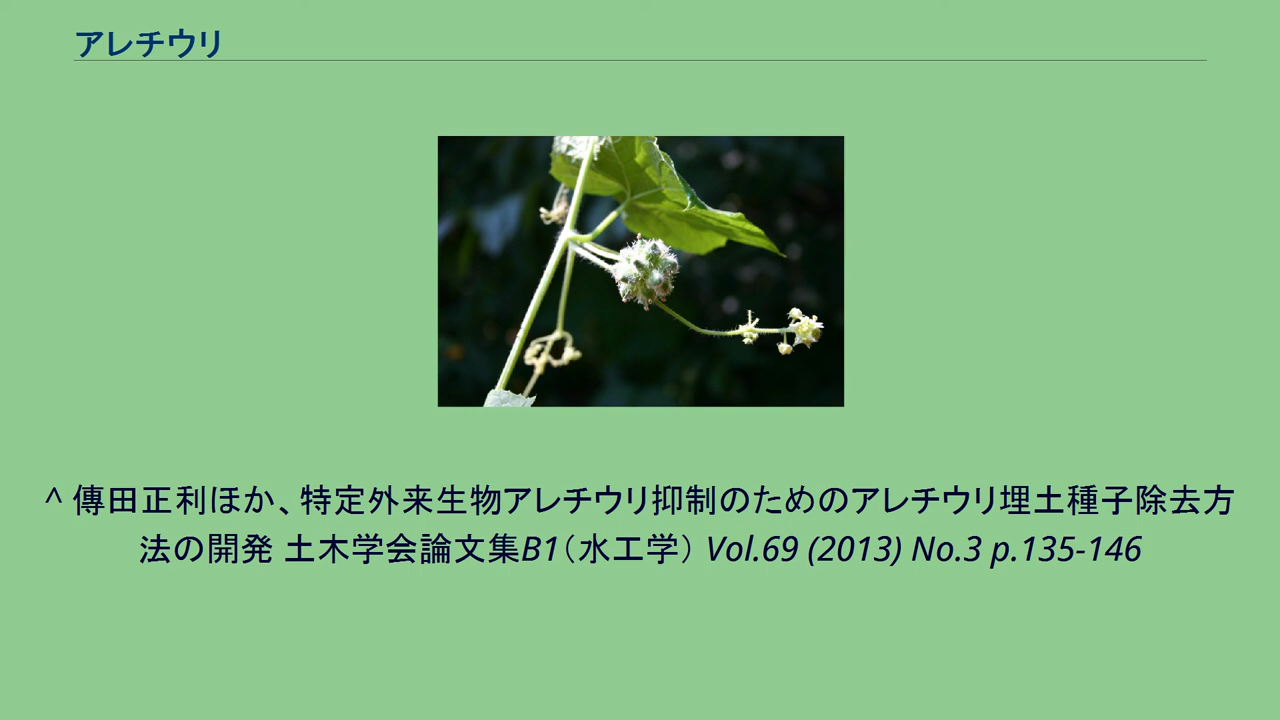 アレチウリ
^ 傳田正利ほか、特定外来生物アレチウリ抑制のためのアレチウリ埋土種子除去方
法の開発 土木学会論文集B1（水工学） Vol.69 (2013) No.3 p.135-146